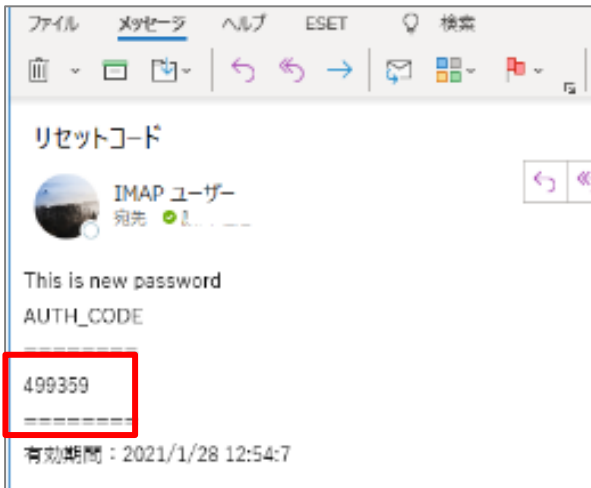 ファイル メッセージ ヘルプ ESET 検索
リセットコード
IMAP ユーザー
宛先
This is new password
AUTH_CODE
========
499359
========
有効期間：2021/1/28 12:54:7